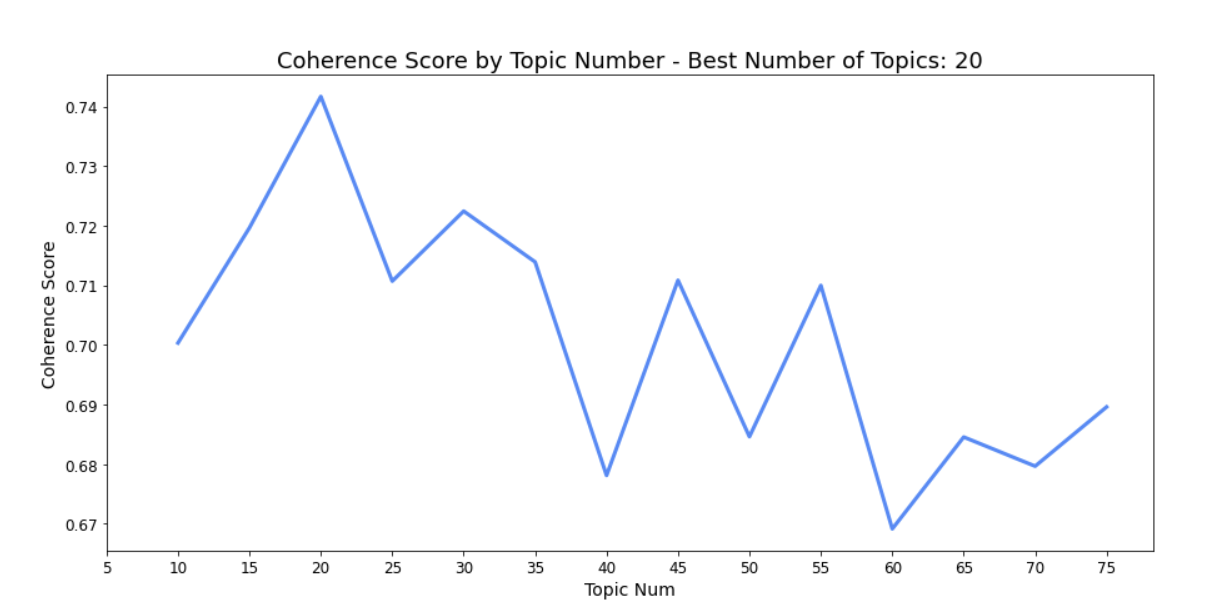 Coherence Score by Topic Number - Best Number of Topics: 20
Coherence Score
0.74
0.73
0.72
0.71
0.70
0.69
0.68
0.67
5 10 15 20 25 30 35 40 45 50 55 60 65 70 75
Topic Num